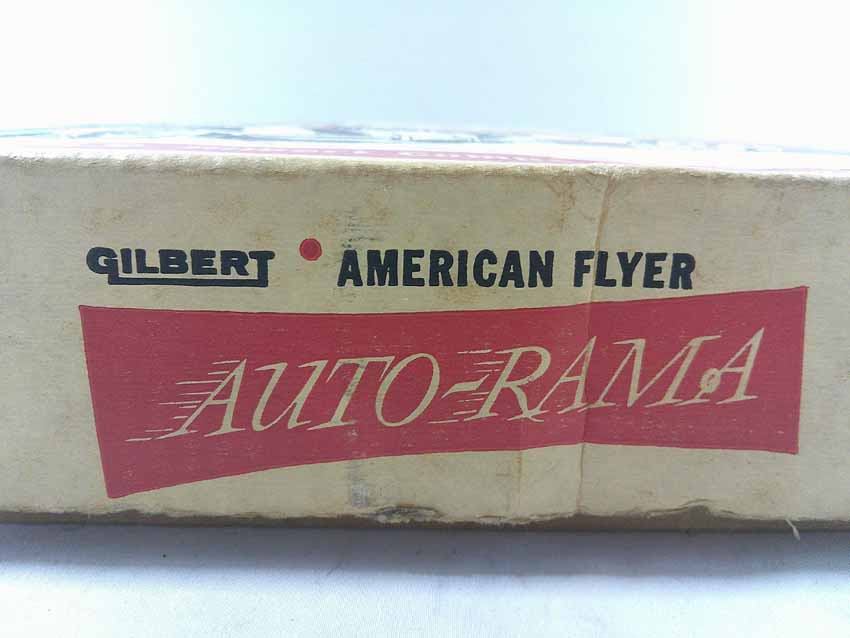 GILBERT • AMERICAN FLYER
AUTO-RAMA